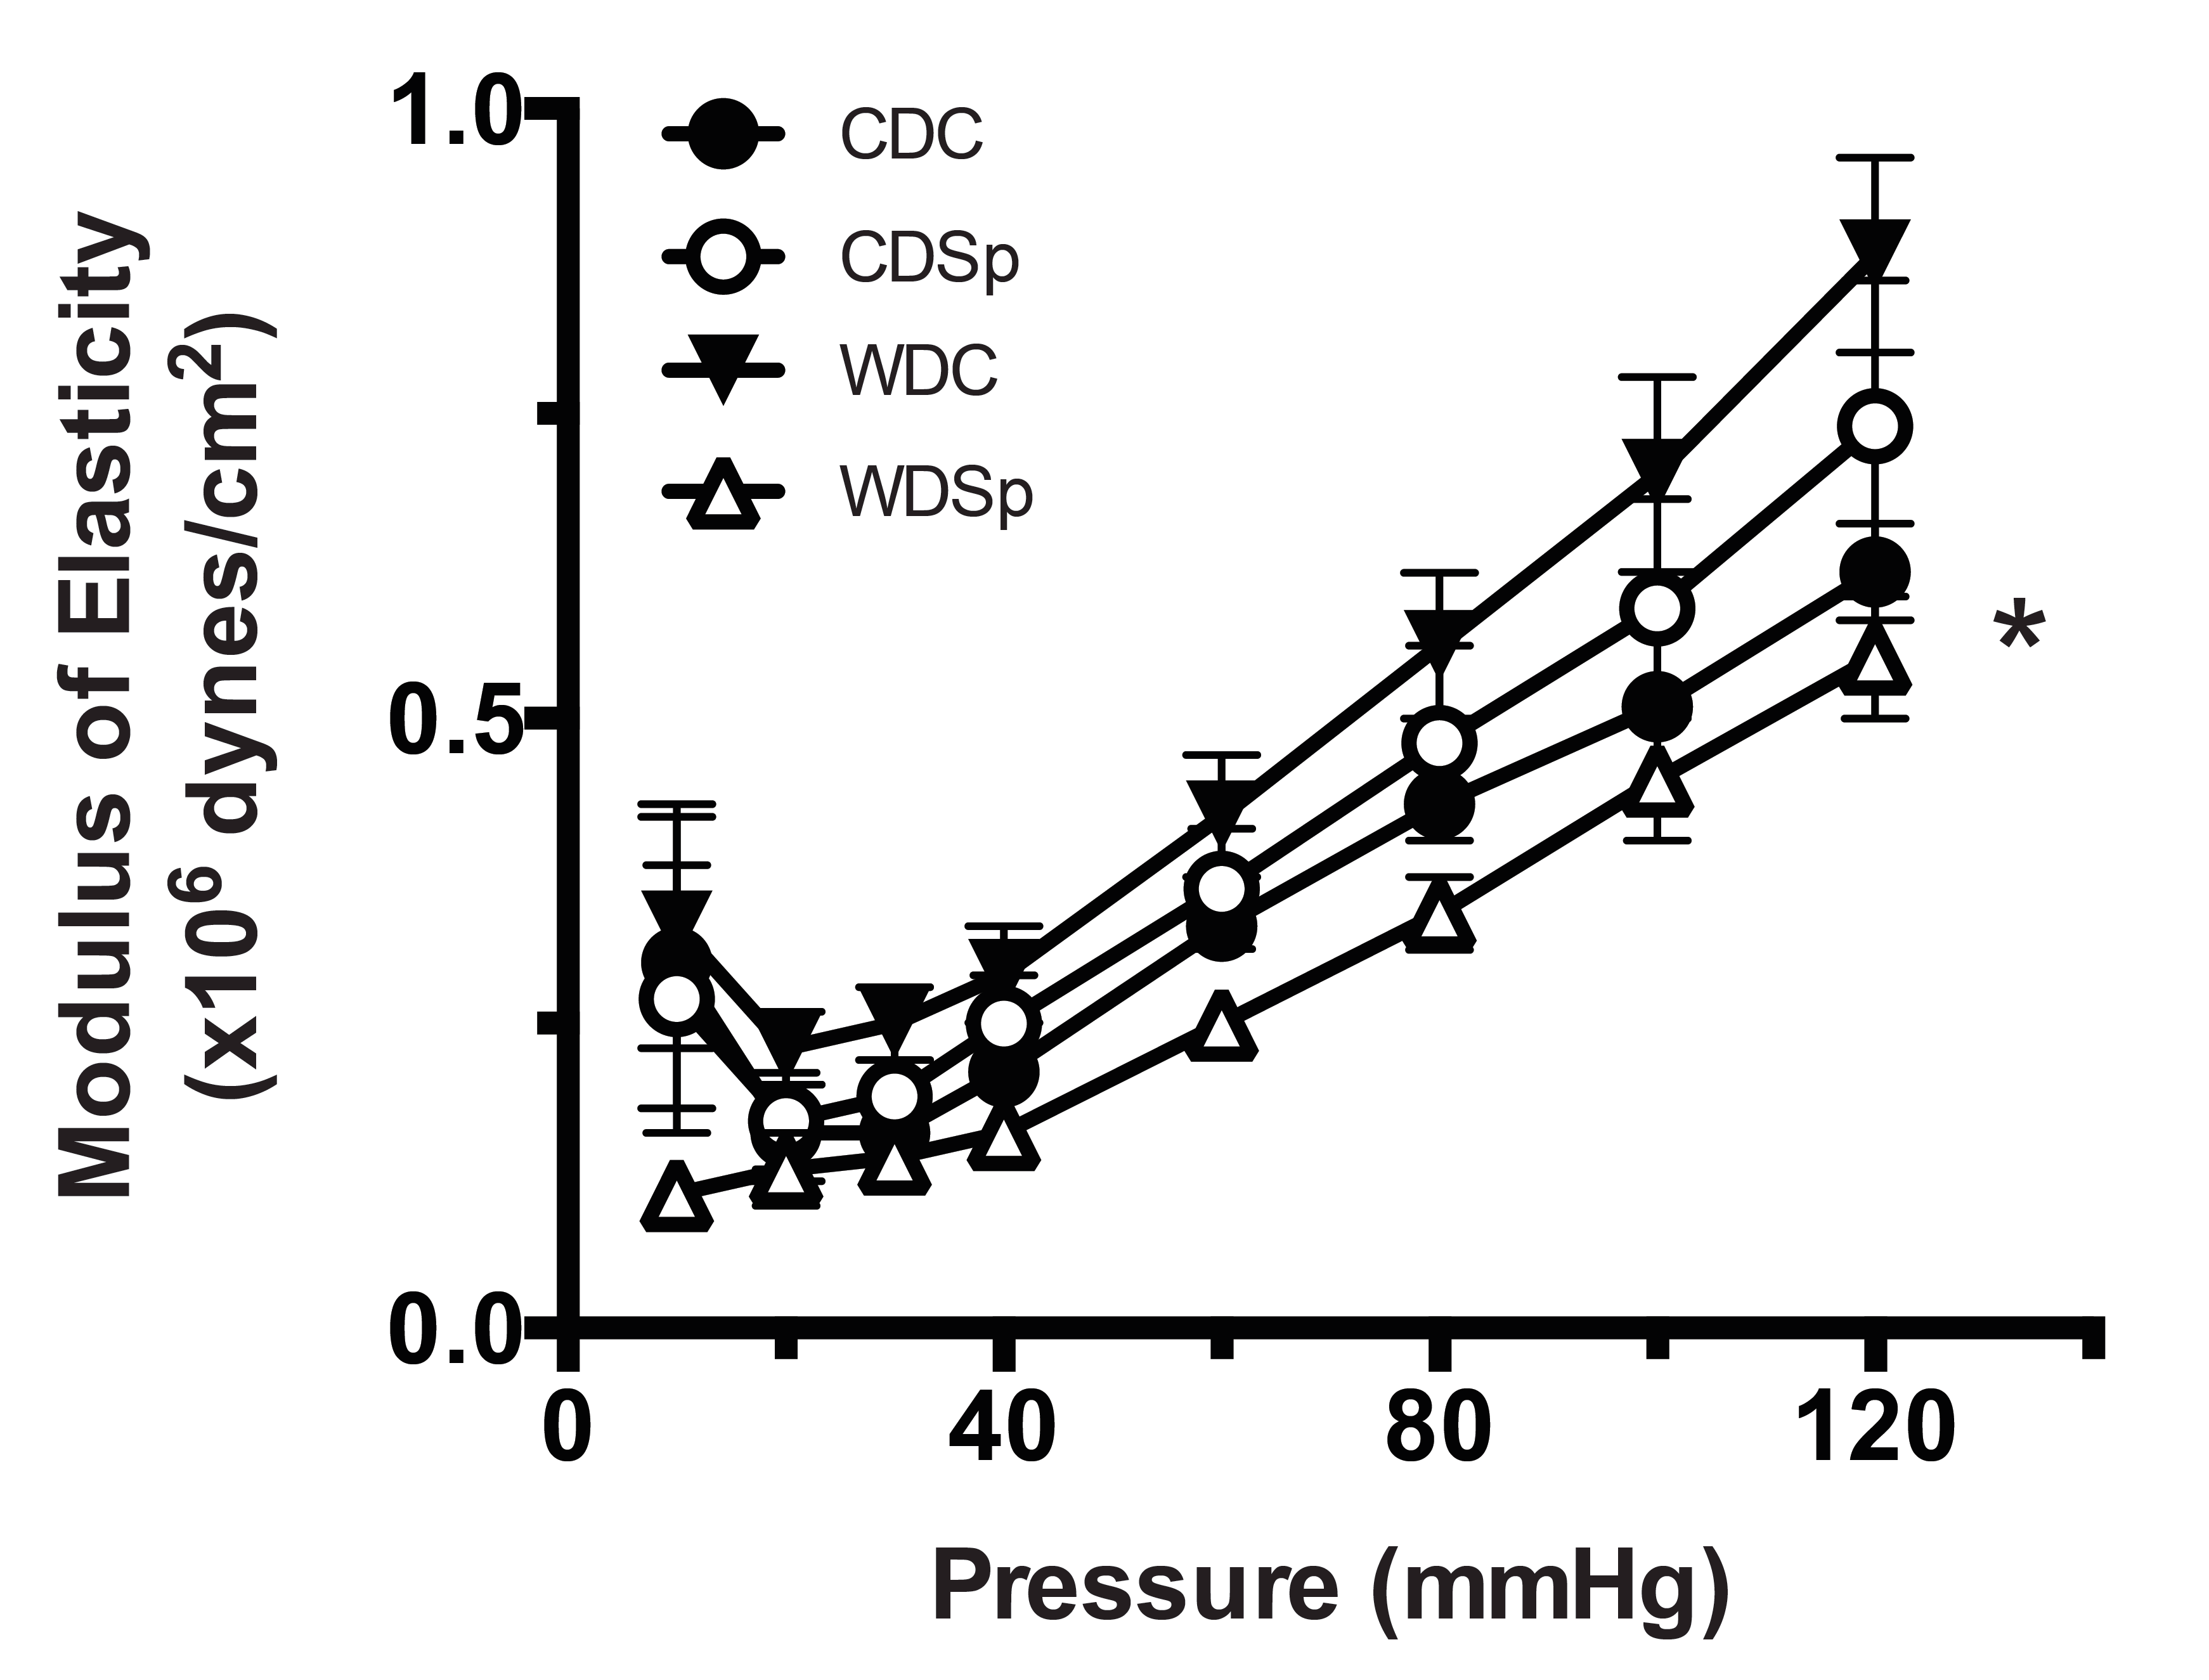 Modulus of Elasticity
(x10⁶ dynes/cm²)
1.0
0.5
0.0
CDC
CDSp
WDC
WDSp
*
0
40
80
120
Pressure (mmHg)